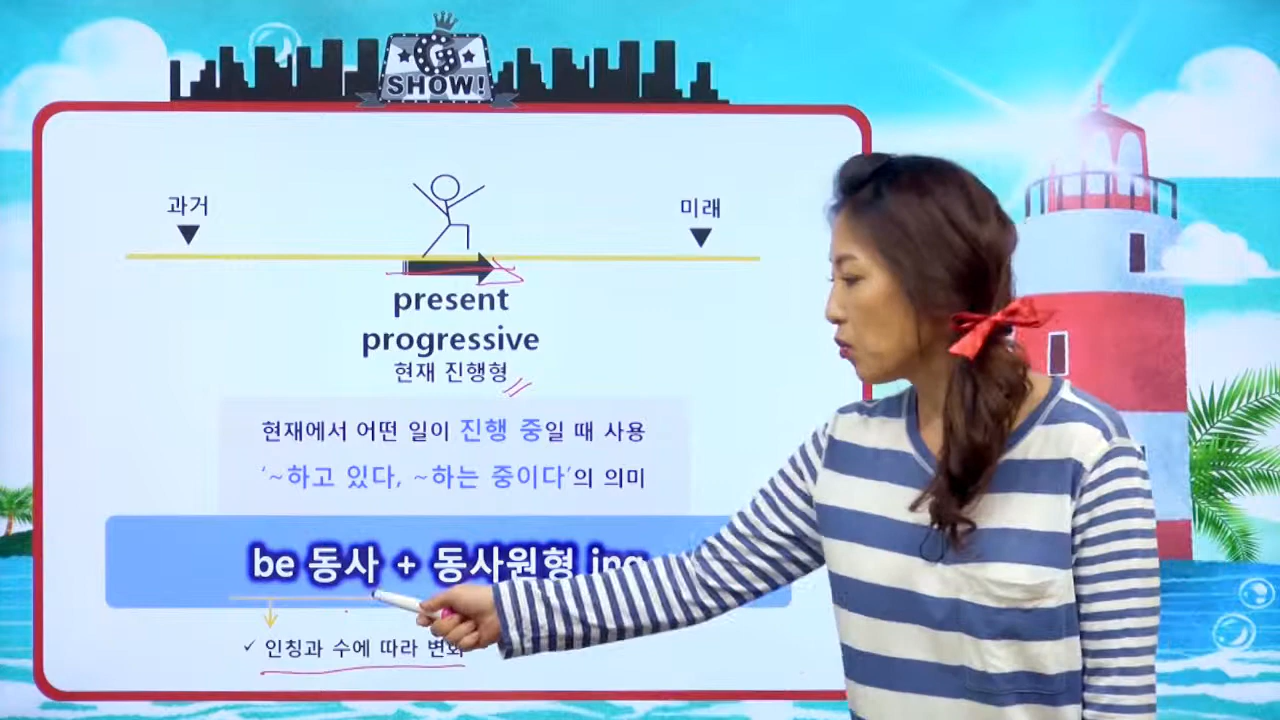 G
SHOW!
과거
미래
present
progressive
현재 진행형
현재에서 어떤 일이 진행 중일 때 사용
‘~하고 있다, ~하는 중이다’의 의미
be 동사 + 동사원형 ing
✓ 인칭과 수에 따라 변화